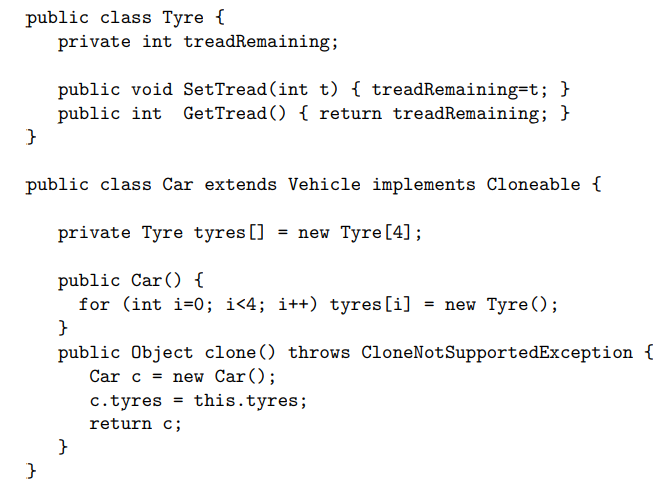 public class Tyre {
private int treadRemaining;
public void SetTread(int t) { treadRemaining=t; }
public int  GetTread() { return treadRemaining; }
}
public class Car extends Vehicle implements Cloneable {
private Tyre tyres[] = new Tyre[4];
public Car() {
for (int i=0; i<4; i++) tyres[i] = new Tyre();
}
public Object clone() throws CloneNotSupportedException {
Car c = new Car();
c.tyres = this.tyres;
return c;
}
}